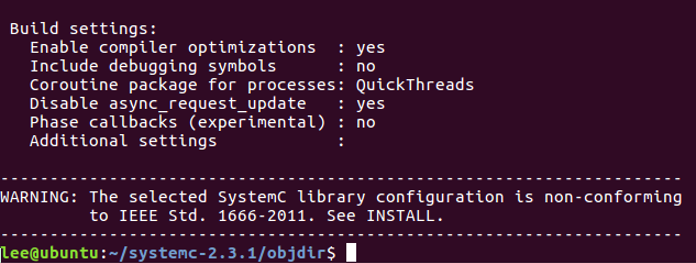 Build settings:
Enable compiler optimizations : yes
Include debugging symbols : no
Coroutine package for processes: QuickThreads
Disable async_request_update : yes
Phase callbacks (experimental) : no
Additional settings :
---------------------------------------------------------------------
WARNING: The selected SystemC library configuration is non-conforming
to IEEE Std. 1666-2011. See INSTALL.
---------------------------------------------------------------------
lee@ubuntu:~/systemc-2.3.1/objdir$